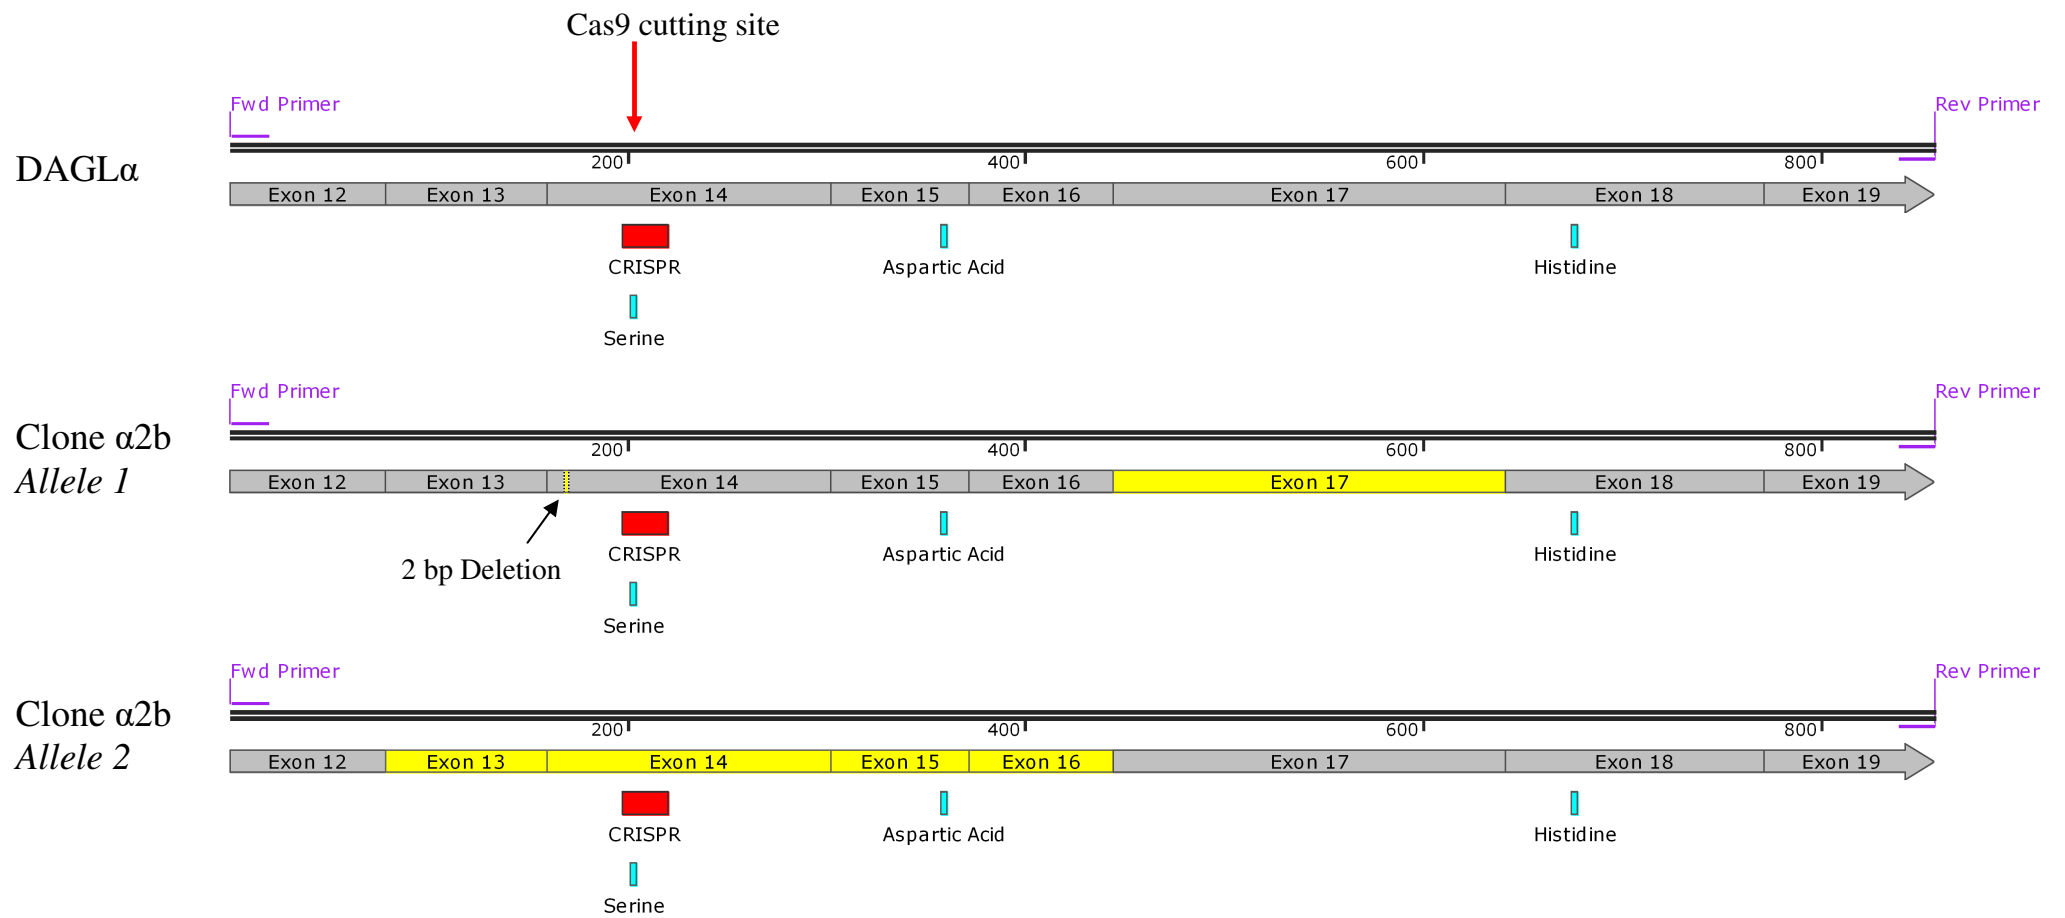 Cas9 cutting site
Fwd Primer
Rev Primer
DAGLα
200
400
600
800
Exon 12
Exon 13
Exon 14
Exon 15
Exon 16
Exon 17
Exon 18
Exon 19
CRISPR
Aspartic Acid
Histidine
Serine
Fwd Primer
Rev Primer
Clone α2b
Allele 1
200
400
600
800
Exon 12
Exon 13
Exon 14
Exon 15
Exon 16
Exon 17
Exon 18
Exon 19
2 bp Deletion
CRISPR
Aspartic Acid
Histidine
Serine
Fwd Primer
Rev Primer
Clone α2b
Allele 2
200
400
600
800
Exon 12
Exon 13
Exon 14
Exon 15
Exon 16
Exon 17
Exon 18
Exon 19
CRISPR
Aspartic Acid
Histidine
Serine